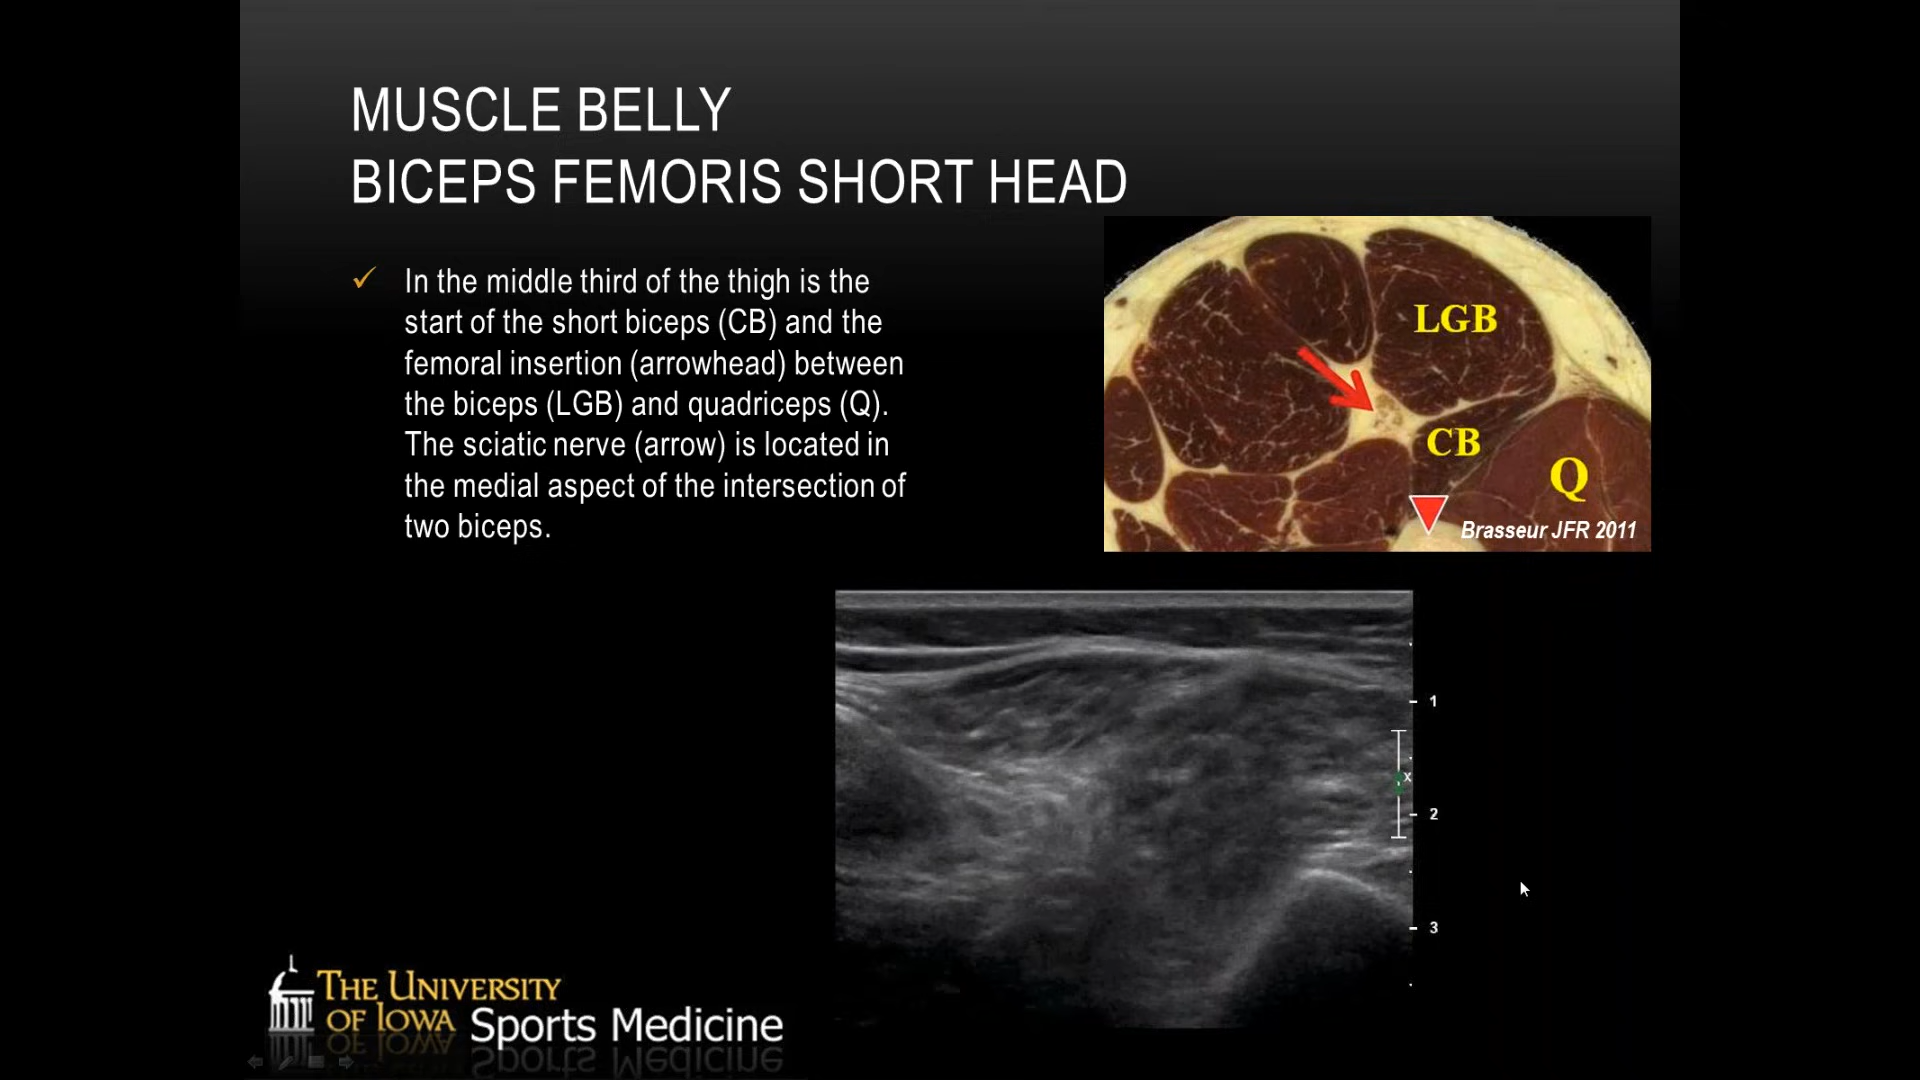 MUSCLE BELLY
BICEPS FEMORIS SHORT HEAD
In the middle third of the thigh is the
start of the short biceps (CB) and the
femoral insertion (arrowhead) between
the biceps (LGB) and quadriceps (Q).
The sciatic nerve (arrow) is located in
the medial aspect of the intersection of
two biceps.
LGB
CB
Q
Brasseur JFR 2011
1
x
2
3
THE UNIVERSITY
OF IOWA Sports Medicine